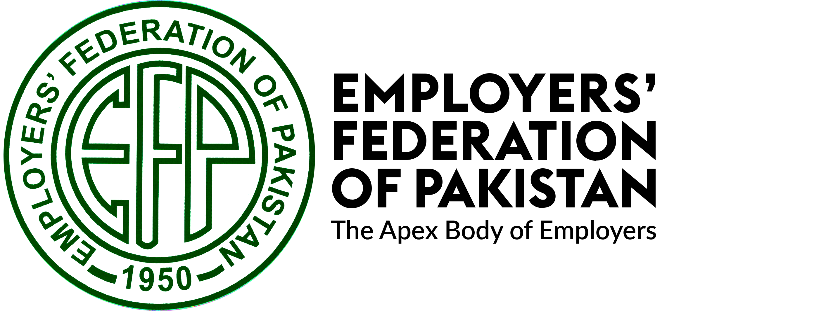 EMPLOYERS' FEDERATION OF PAKISTAN
EFP
1950
EMPLOYERS'
FEDERATION
OF PAKISTAN
The Apex Body of Employers